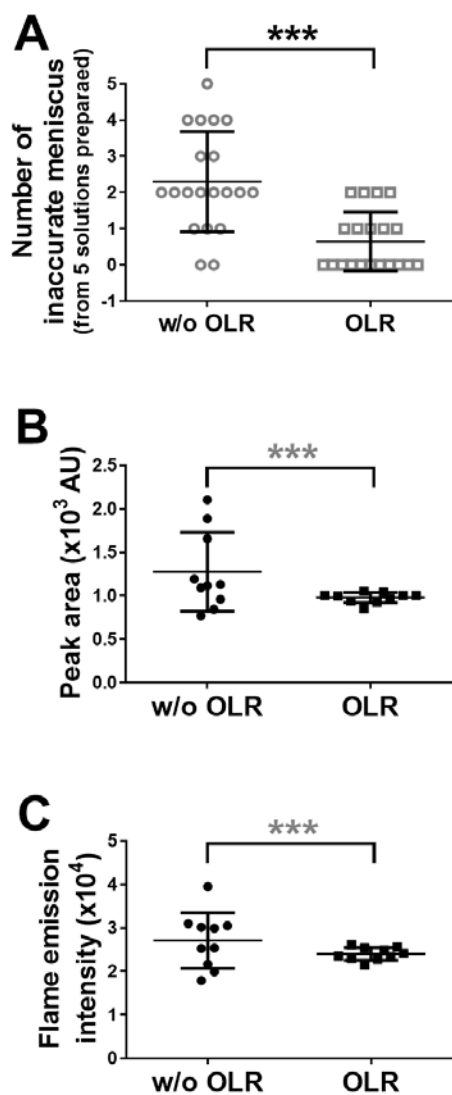 A
***
Number of
inaccurate meniscus
(from 5 solutions preparaed)
5
4
3
2
1
0
-1
w/o OLR
OLR
B
***
Peak area (x10³ AU)
2.5
2.0
1.5
1.0
0.5
0.0
w/o OLR
OLR
C
***
Flame emission
intensity (x10⁴)
5
4
3
2
1
0
w/o OLR
OLR